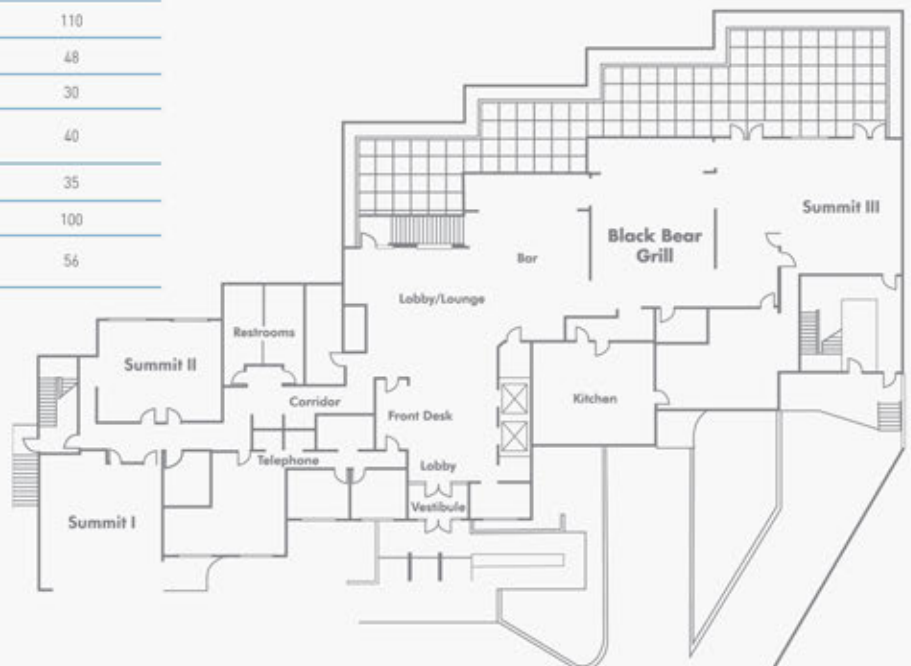 110
48
30
40
35
100
56
Summit III
Black Bear
Grill
Bar
Lobby/Lounge
Restrooms
Summit II
Corridor
Kitchen
Front Desk
Telephone
Lobby
Vestibule
Summit I